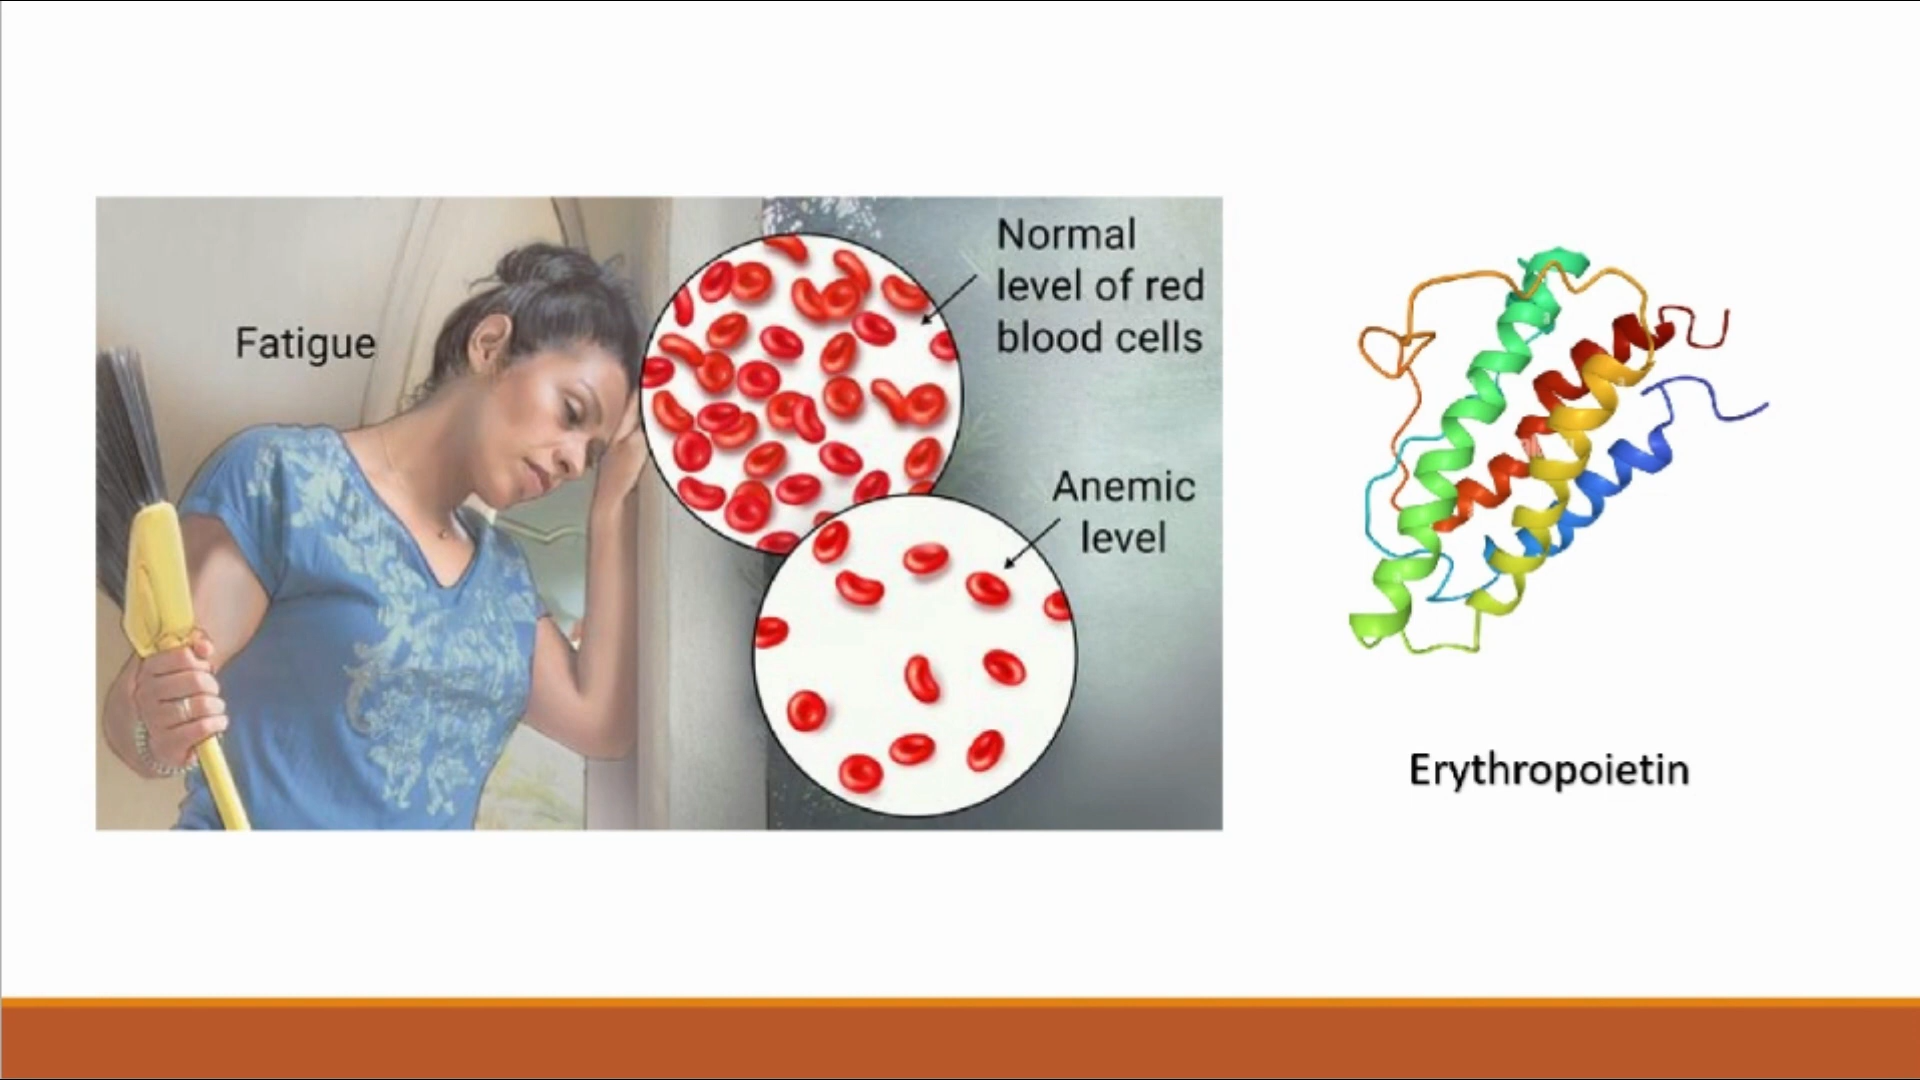 Fatigue
Normal
level of red
blood cells
Anemic
level
Erythropoietin